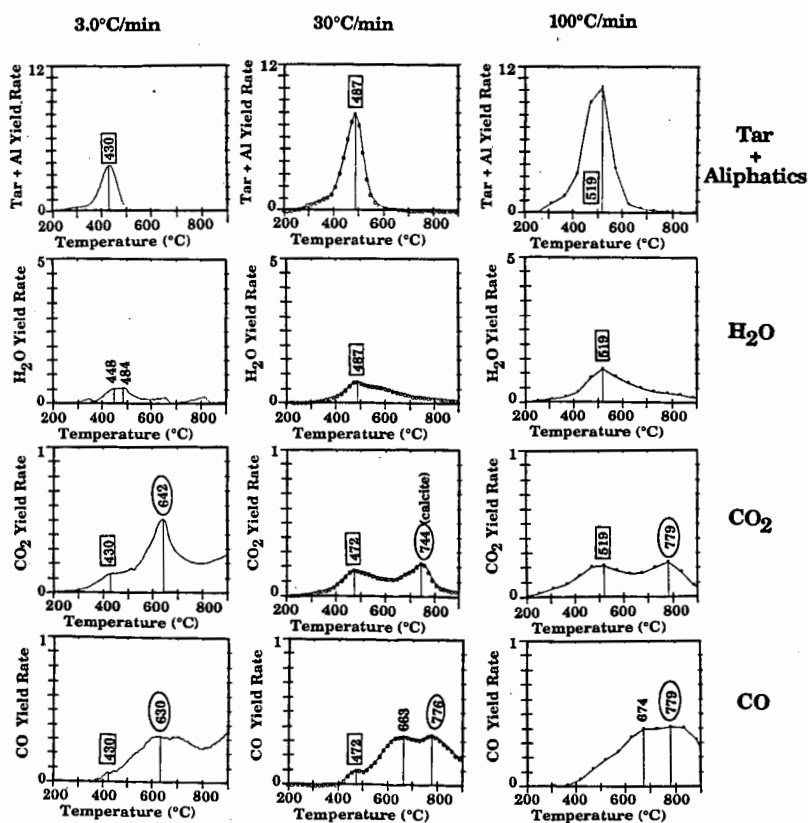 3.0°C/min 30°C/min 100°C/min
12 12 12
Tar + Al Yield Rate Tar + Al Yield Rate Tar + Al Yield Rate
430 487 519
0 0 0
200 400 600 800 200 400 600 800 200 400 600 800
Temperature (°C) Temperature (°C) Temperature (°C)
Tar
+
Aliphatics
5 5 5
H2O Yield Rate H2O Yield Rate H2O Yield Rate
448 484 487 519
0 0 0
200 400 600 800 200 400 600 800 200 400 600 800
Temperature (°C) Temperature (°C) Temperature (°C)
H2O
1 1 1
CO2 Yield Rate CO2 Yield Rate CO2 Yield Rate
430 642 472 744 (calcite) 519 779
0 0 0
200 400 600 800 200 400 600 800 200 400 600 800
Temperature (°C) Temperature (°C) Temperature (°C)
CO2
1 1 1
CO Yield Rate CO Yield Rate CO Yield Rate
430 630 472 663 776 674 779
0 0 0
200 400 600 800 200 400 600 800 200 400 600 800
Temperature (°C) Temperature (°C) Temperature (°C)
CO